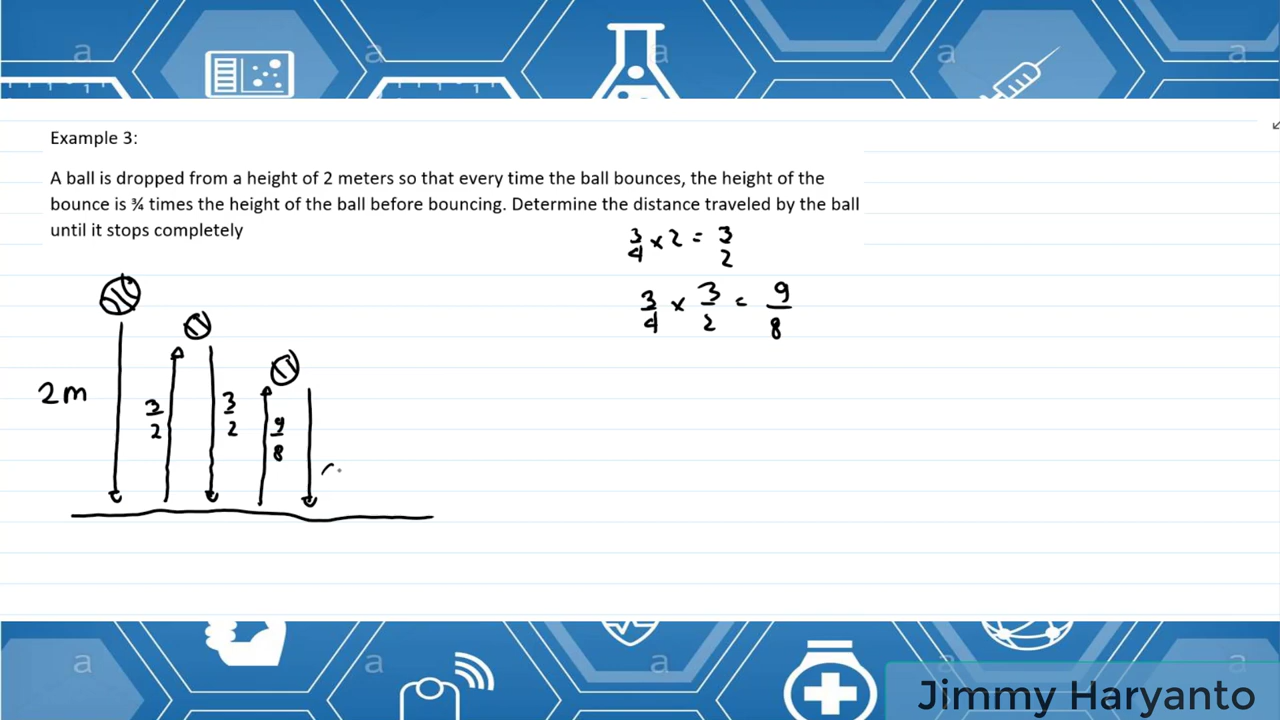 Example 3:
A ball is dropped from a height of 2 meters so that every time the ball bounces, the height of the
bounce is ¾ times the height of the ball before bouncing. Determine the distance traveled by the ball
until it stops completely
3/4 × 2 = 3/2
3/4 × 3/2 = 9/8
2m
3/2
3/2
9/8
Jimmy Haryanto